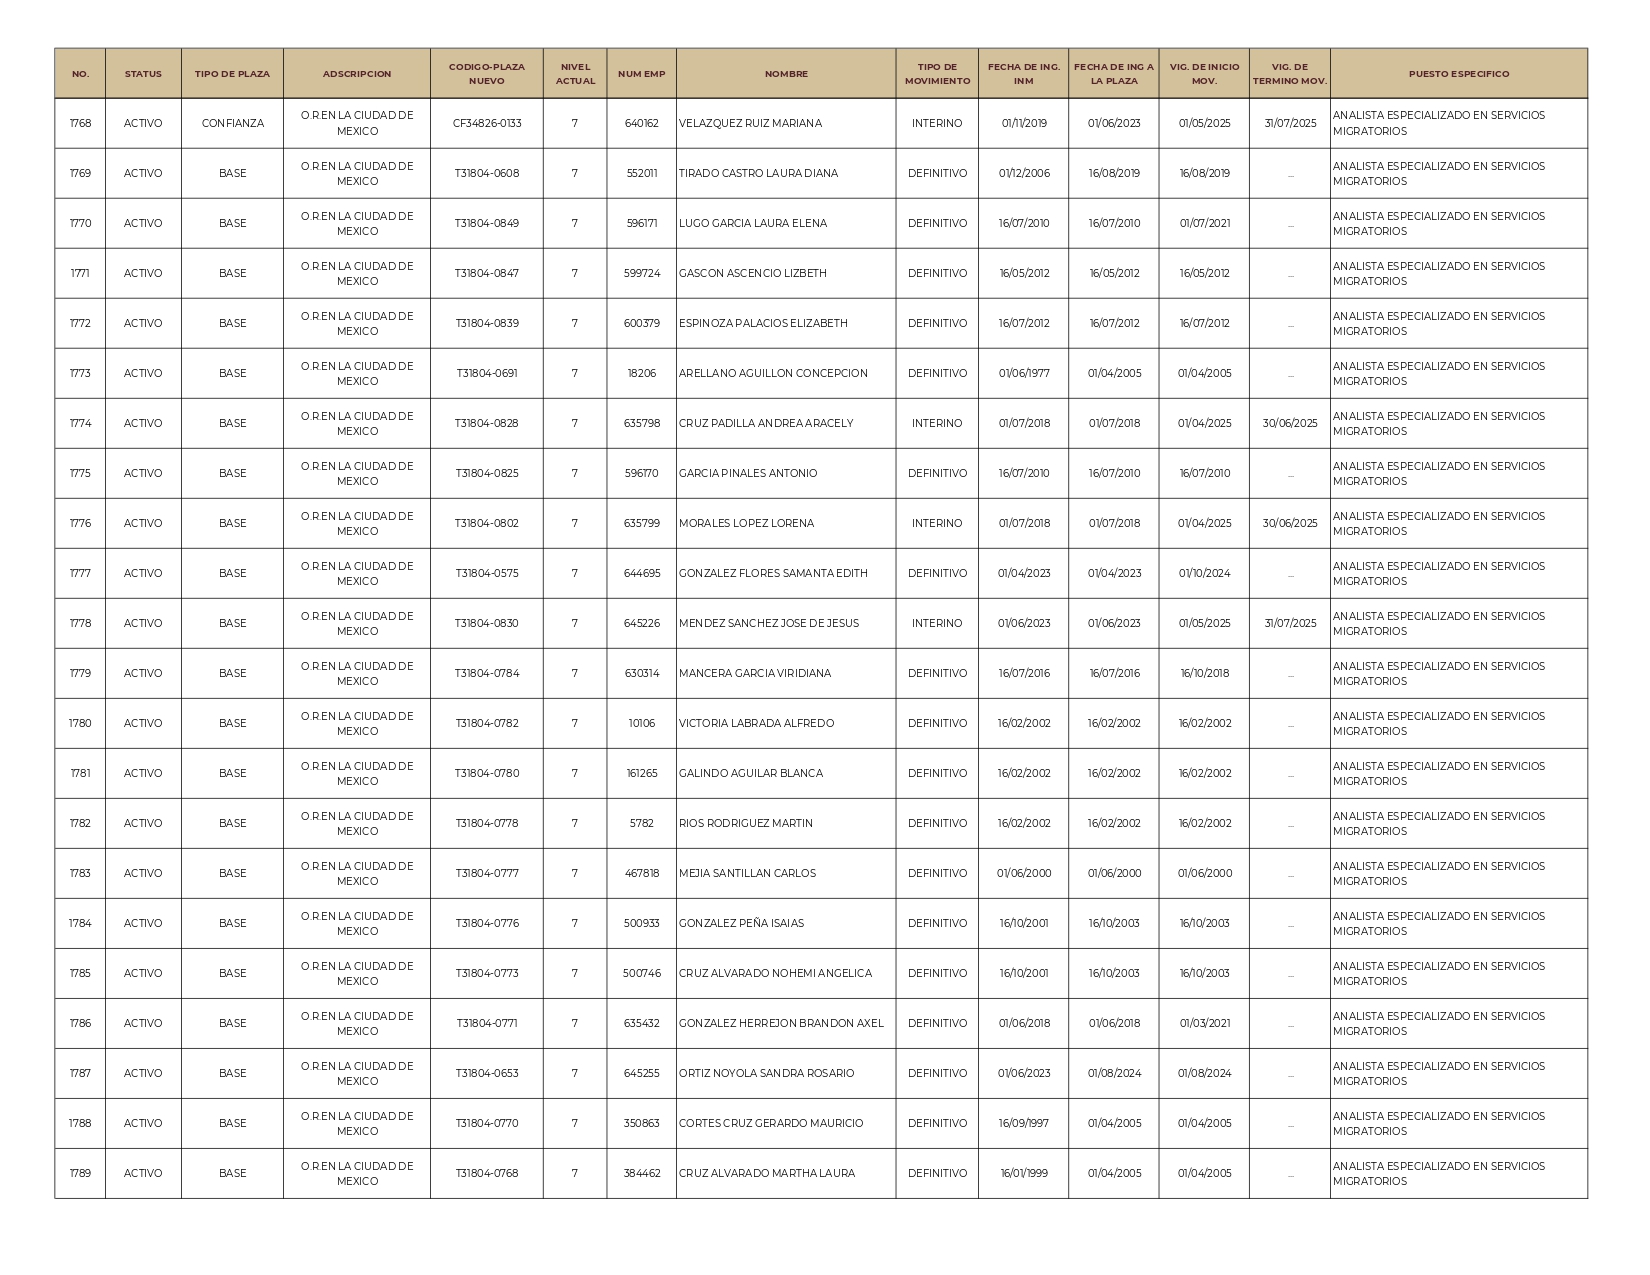 NO. STATUS TIPO DE PLAZA ADSCRIPCION CODIGO-PLAZA NUEVO NIVEL ACTUAL NUM EMP NOMBRE TIPO DE MOVIMIENTO FECHA DE ING. INM FECHA DE ING A LA PLAZA VIG. DE INICIO MOV. VIG. DE TERMINO MOV. PUESTO ESPECIFICO
1768 ACTIVO CONFIANZA O.R.EN LA CIUDAD DE MEXICO CF34826-0133 7 640162 VELAZQUEZ RUIZ MARIANA INTERINO 01/11/2019 01/06/2023 01/05/2025 31/07/2025 ANALISTA ESPECIALIZADO EN SERVICIOS MIGRATORIOS
1769 ACTIVO BASE O.R.EN LA CIUDAD DE MEXICO T31804-0608 7 552011 TIRADO CASTRO LAURA DIANA DEFINITIVO 01/12/2006 16/08/2019 16/08/2019 ... ANALISTA ESPECIALIZADO EN SERVICIOS MIGRATORIOS
1770 ACTIVO BASE O.R.EN LA CIUDAD DE MEXICO T31804-0849 7 596171 LUGO GARCIA LAURA ELENA DEFINITIVO 16/07/2010 16/07/2010 01/07/2021 ... ANALISTA ESPECIALIZADO EN SERVICIOS MIGRATORIOS
1771 ACTIVO BASE O.R.EN LA CIUDAD DE MEXICO T31804-0847 7 599724 GASCON ASCENCIO LIZBETH DEFINITIVO 16/05/2012 16/05/2012 16/05/2012 ... ANALISTA ESPECIALIZADO EN SERVICIOS MIGRATORIOS
1772 ACTIVO BASE O.R.EN LA CIUDAD DE MEXICO T31804-0839 7 600379 ESPINOZA PALACIOS ELIZABETH DEFINITIVO 16/07/2012 16/07/2012 16/07/2012 ... ANALISTA ESPECIALIZADO EN SERVICIOS MIGRATORIOS
1773 ACTIVO BASE O.R.EN LA CIUDAD DE MEXICO T31804-0691 7 18206 ARELLANO AGUILLON CONCEPCION DEFINITIVO 01/06/1977 01/04/2005 01/04/2005 ... ANALISTA ESPECIALIZADO EN SERVICIOS MIGRATORIOS
1774 ACTIVO BASE O.R.EN LA CIUDAD DE MEXICO T31804-0828 7 635798 CRUZ PADILLA ANDREA ARACELY INTERINO 01/07/2018 01/07/2018 01/04/2025 30/06/2025 ANALISTA ESPECIALIZADO EN SERVICIOS MIGRATORIOS
1775 ACTIVO BASE O.R.EN LA CIUDAD DE MEXICO T31804-0825 7 596170 GARCIA PINALES ANTONIO DEFINITIVO 16/07/2010 16/07/2010 16/07/2010 ... ANALISTA ESPECIALIZADO EN SERVICIOS MIGRATORIOS
1776 ACTIVO BASE O.R.EN LA CIUDAD DE MEXICO T31804-0802 7 635799 MORALES LOPEZ LORENA INTERINO 01/07/2018 01/07/2018 01/04/2025 30/06/2025 ANALISTA ESPECIALIZADO EN SERVICIOS MIGRATORIOS
1777 ACTIVO BASE O.R.EN LA CIUDAD DE MEXICO T31804-0575 7 644695 GONZALEZ FLORES SAMANTA EDITH DEFINITIVO 01/04/2023 01/04/2023 01/10/2024 ... ANALISTA ESPECIALIZADO EN SERVICIOS MIGRATORIOS
1778 ACTIVO BASE O.R.EN LA CIUDAD DE MEXICO T31804-0830 7 645226 MENDEZ SANCHEZ JOSE DE JESUS INTERINO 01/06/2023 01/06/2023 01/05/2025 31/07/2025 ANALISTA ESPECIALIZADO EN SERVICIOS MIGRATORIOS
1779 ACTIVO BASE O.R.EN LA CIUDAD DE MEXICO T31804-0784 7 630314 MANCERA GARCIA VIRIDIANA DEFINITIVO 16/07/2016 16/07/2016 16/10/2018 ... ANALISTA ESPECIALIZADO EN SERVICIOS MIGRATORIOS
1780 ACTIVO BASE O.R.EN LA CIUDAD DE MEXICO T31804-0782 7 10106 VICTORIA LABRADA ALFREDO DEFINITIVO 16/02/2002 16/02/2002 16/02/2002 ... ANALISTA ESPECIALIZADO EN SERVICIOS MIGRATORIOS
1781 ACTIVO BASE O.R.EN LA CIUDAD DE MEXICO T31804-0780 7 161265 GALINDO AGUILAR BLANCA DEFINITIVO 16/02/2002 16/02/2002 16/02/2002 ... ANALISTA ESPECIALIZADO EN SERVICIOS MIGRATORIOS
1782 ACTIVO BASE O.R.EN LA CIUDAD DE MEXICO T31804-0778 7 5782 RIOS RODRIGUEZ MARTIN DEFINITIVO 16/02/2002 16/02/2002 16/02/2002 ... ANALISTA ESPECIALIZADO EN SERVICIOS MIGRATORIOS
1783 ACTIVO BASE O.R.EN LA CIUDAD DE MEXICO T31804-0777 7 467818 MEJIA SANTILLAN CARLOS DEFINITIVO 01/06/2000 01/06/2000 01/06/2000 ... ANALISTA ESPECIALIZADO EN SERVICIOS MIGRATORIOS
1784 ACTIVO BASE O.R.EN LA CIUDAD DE MEXICO T31804-0776 7 500933 GONZALEZ PEÑA ISAIAS DEFINITIVO 16/10/2001 16/10/2003 16/10/2003 ... ANALISTA ESPECIALIZADO EN SERVICIOS MIGRATORIOS
1785 ACTIVO BASE O.R.EN LA CIUDAD DE MEXICO T31804-0773 7 500746 CRUZ ALVARADO NOHEMI ANGELICA DEFINITIVO 16/10/2001 16/10/2003 16/10/2003 ... ANALISTA ESPECIALIZADO EN SERVICIOS MIGRATORIOS
1786 ACTIVO BASE O.R.EN LA CIUDAD DE MEXICO T31804-0771 7 635432 GONZALEZ HERREJON BRANDON AXEL DEFINITIVO 01/06/2018 01/06/2018 01/03/2021 ... ANALISTA ESPECIALIZADO EN SERVICIOS MIGRATORIOS
1787 ACTIVO BASE O.R.EN LA CIUDAD DE MEXICO T31804-0653 7 645255 ORTIZ NOYOLA SANDRA ROSARIO DEFINITIVO 01/06/2023 01/08/2024 01/08/2024 ... ANALISTA ESPECIALIZADO EN SERVICIOS MIGRATORIOS
1788 ACTIVO BASE O.R.EN LA CIUDAD DE MEXICO T31804-0770 7 350863 CORTES CRUZ GERARDO MAURICIO DEFINITIVO 16/09/1997 01/04/2005 01/04/2005 ... ANALISTA ESPECIALIZADO EN SERVICIOS MIGRATORIOS
1789 ACTIVO BASE O.R.EN LA CIUDAD DE MEXICO T31804-0768 7 384462 CRUZ ALVARADO MARTHA LAURA DEFINITIVO 16/01/1999 01/04/2005 01/04/2005 ... ANALISTA ESPECIALIZADO EN SERVICIOS MIGRATORIOS